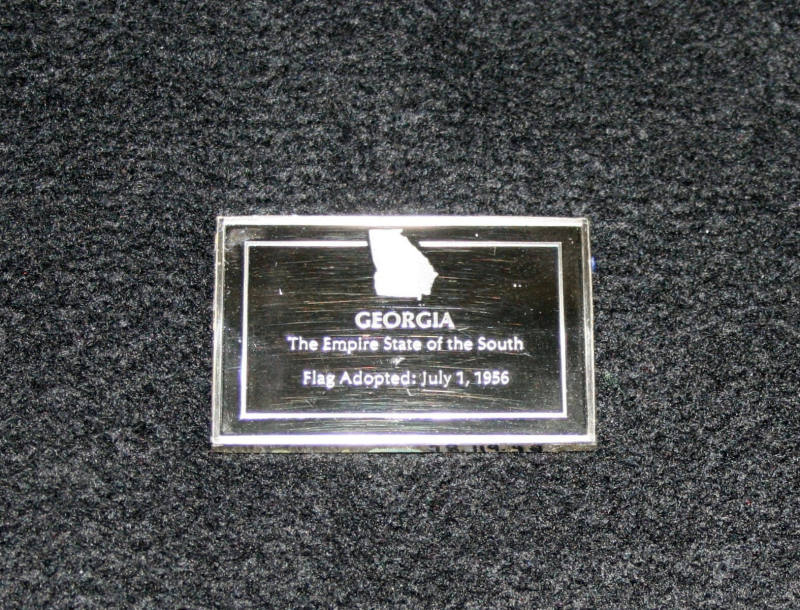 GEORGIA
The Empire State of the South
Flag Adopted: July 1, 1956